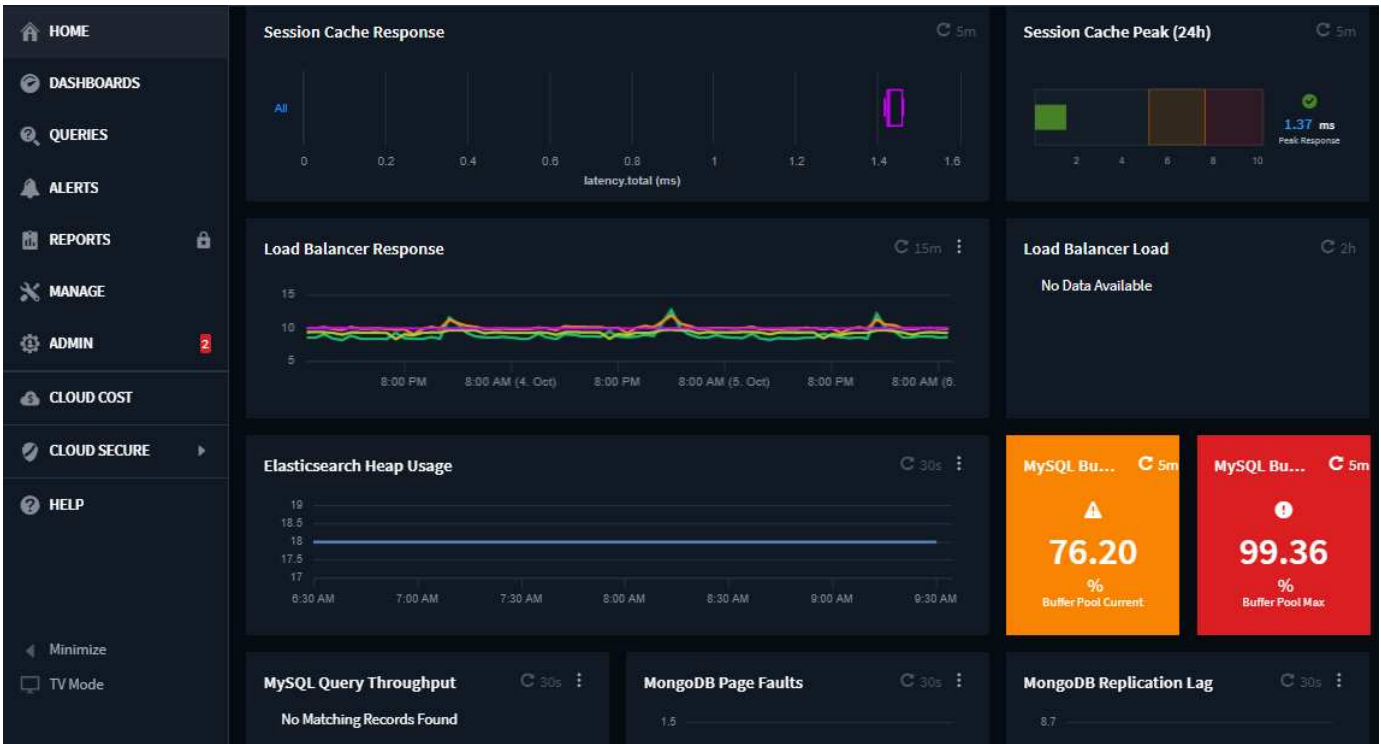 HOME
DASHBOARDS
QUERIES
ALERTS
REPORTS
MANAGE
ADMIN 2
CLOUD COST
CLOUD SECURE
HELP
Minimize
TV Mode
Session Cache Response 5m
All
0 0.2 0.4 0.6 0.8 1 1.2 1.4 1.6
latency.total (ms)
Session Cache Peak (24h) 5m
1.37 ms
Peak Response
2 4 6 8 10
Load Balancer Response 15m
15
10
5
8:00 PM 8:00 AM (4. Oct) 8:00 PM 8:00 AM (5. Oct) 8:00 PM 8:00 AM (6.
Load Balancer Load 2h
No Data Available
Elasticsearch Heap Usage 30s
19
18.5
18
17.5
17
6:30 AM 7:00 AM 7:30 AM 8:00 AM 8:30 AM 9:00 AM 9:30 AM
MySQL Bu... 5m
76.20
%
Buffer Pool Current
MySQL Bu... 5m
99.36
%
Buffer Pool Max
MySQL Query Throughput 30s
No Matching Records Found
MongoDB Page Faults 30s
1.5
MongoDB Replication Lag 30s
8.7